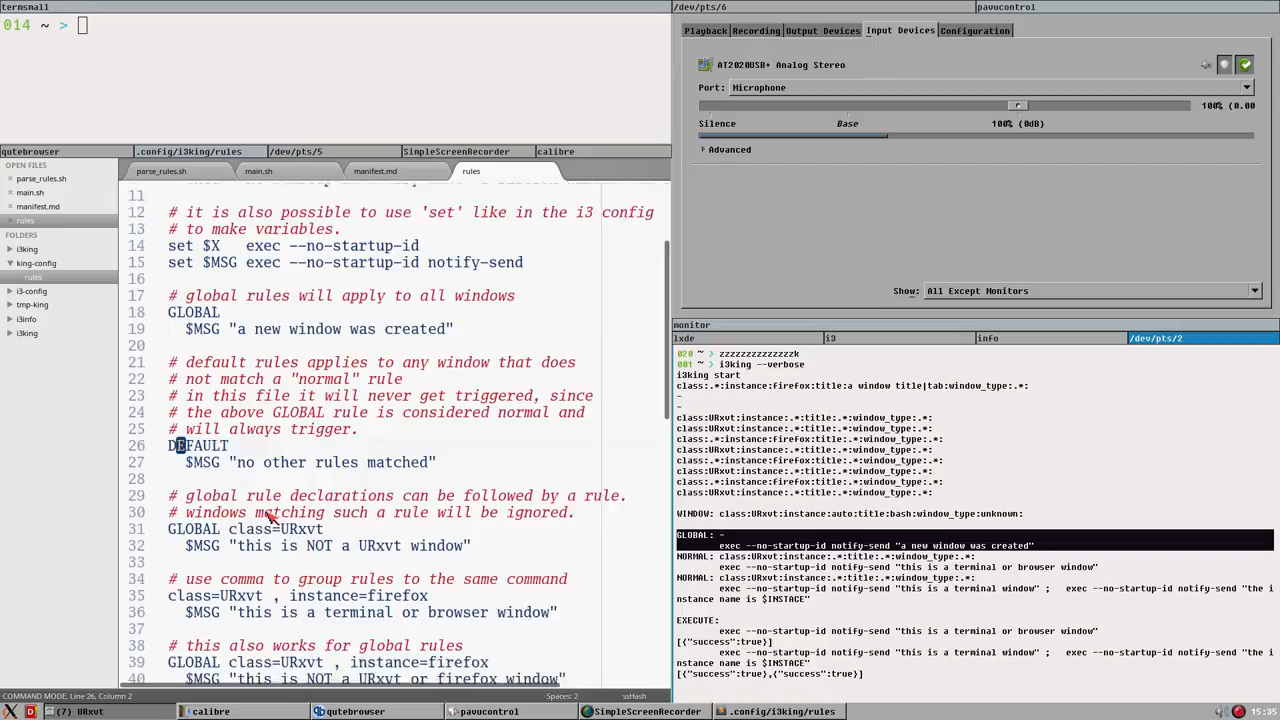 termsmall
014 ~ >
qutebrowser
.config/i3king/rules
/dev/pts/5
SimpleScreenRecorder
calibre
OPEN FILES
parse_rules.sh
main.sh
manifest.md
rules
FOLDERS
i3king
king-config
rules
i3-config
tmp-king
i3info
i3king
parse_rules.sh
main.sh
manifest.md
rules
11
12 # it is also possible to use 'set' like in the i3 config
13 # to make variables.
14 set $X   exec --no-startup-id
15 set $MSG exec --no-startup-id notify-send
16
17 # global rules will apply to all windows
18 GLOBAL
19   $MSG "a new window was created"
20
21 # default rules applies to any window that does
22 # not match a "normal" rule
23 # in this file it will never get triggered, since
24 # the above GLOBAL rule is considered normal and
25 # will always trigger.
26 DEFAULT
27   $MSG "no other rules matched"
28
29 # global rule declarations can be followed by a rule.
30 # windows matching such a rule will be ignored.
31 GLOBAL class=URxvt
32   $MSG "this is NOT a URxvt window"
33
34 # use comma to group rules to the same command
35 class=URxvt , instance=firefox
36   $MSG "this is a terminal or browser window"
37
38 # this also works for global rules
39 GLOBAL class=URxvt , instance=firefox
40   $MSG "this is NOT a URxvt or firefox window"
COMMAND MODE, Line 26, Column 2
Spaces: 2
ssHash
/dev/pts/6
pavucontrol
Playback
Recording
Output Devices
Input Devices
Configuration
AT2020USB+ Analog Stereo
Port:
Microphone
100% (0.00
Silence
Base
100% (0dB)
Advanced
Show:
All Except Monitors
monitor
lxde
i3
info
/dev/pts/2
020 ~ > zzzzzzzzzzzzzzk
001 ~ > i3king --verbose
i3king start
class:.*:instance:firefox:title:a window title|tab:window_type:.*:
-
-
class:URxvt:instance:.*:title:.*:window_type:.*:
class:URxvt:instance:.*:title:.*:window_type:.*:
class:.*:instance:firefox:title:.*:window_type:.*:
class:URxvt:instance:.*:title:.*:window_type:.*:
class:.*:instance:firefox:title:.*:window_type:.*:
class:.*:instance:firefox:title:.*:window_type:.*:
class:URxvt:instance:.*:title:.*:window_type:.*:
class:URxvt:instance:.*:title:.*:window_type:.*:
WINDOW: class:URxvt:instance:auto:title:bash:window_type:unknown:
GLOBAL: -
exec --no-startup-id notify-send "a new window was created"
NORMAL: class:URxvt:instance:.*:title:.*:window_type:.*:
exec --no-startup-id notify-send "this is a terminal or browser window"
NORMAL: class:URxvt:instance:.*:title:.*:window_type:.*:
exec --no-startup-id notify-send "this is a terminal window" ;   exec --no-startup-id notify-send "the i
nstance name is $INSTACE"
EXECUTE:
exec --no-startup-id notify-send "this is a terminal or browser window"
[{"success":true}]
exec --no-startup-id notify-send "this is a terminal window" ;   exec --no-startup-id notify-send "the i
nstance name is $INSTACE"
[{"success":true},{"success":true}]
(7) URxvt
calibre
qutebrowser
pavucontrol
SimpleScreenRecorder
.config/i3king/rules
15:35